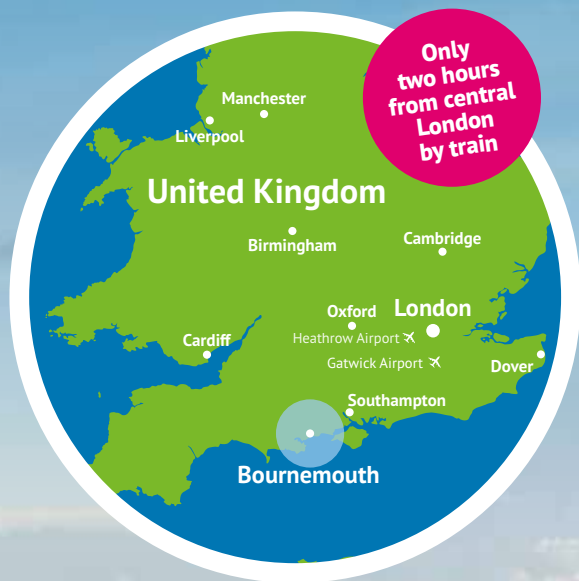 Only
two hours
from central
London
by train
Manchester
Liverpool
United Kingdom
Birmingham
Cambridge
Oxford
London
Heathrow Airport
Cardiff
Gatwick Airport
Dover
Southampton
Bournemouth